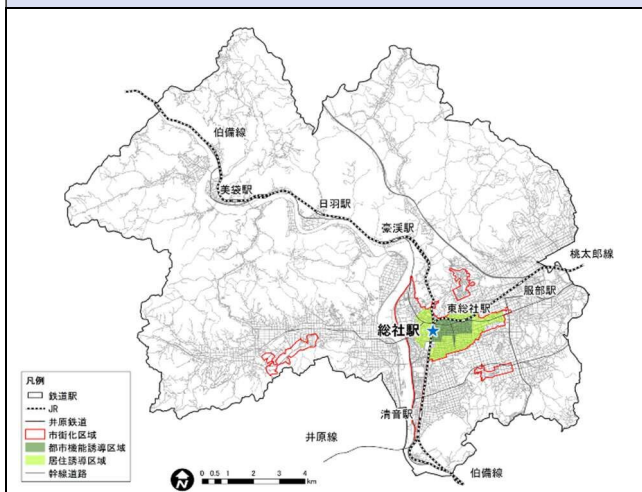 伯備線
美袋駅
日羽駅
豪渓駅
桃太郎線
服部駅
東総社駅
総社駅
清音駅
井原線
伯備線
凡例
鉄道駅
JR
井原鉄道
市街化区域
都市機能誘導区域
居住誘導区域
幹線道路
N
0 0.5 1 2 3 4
km